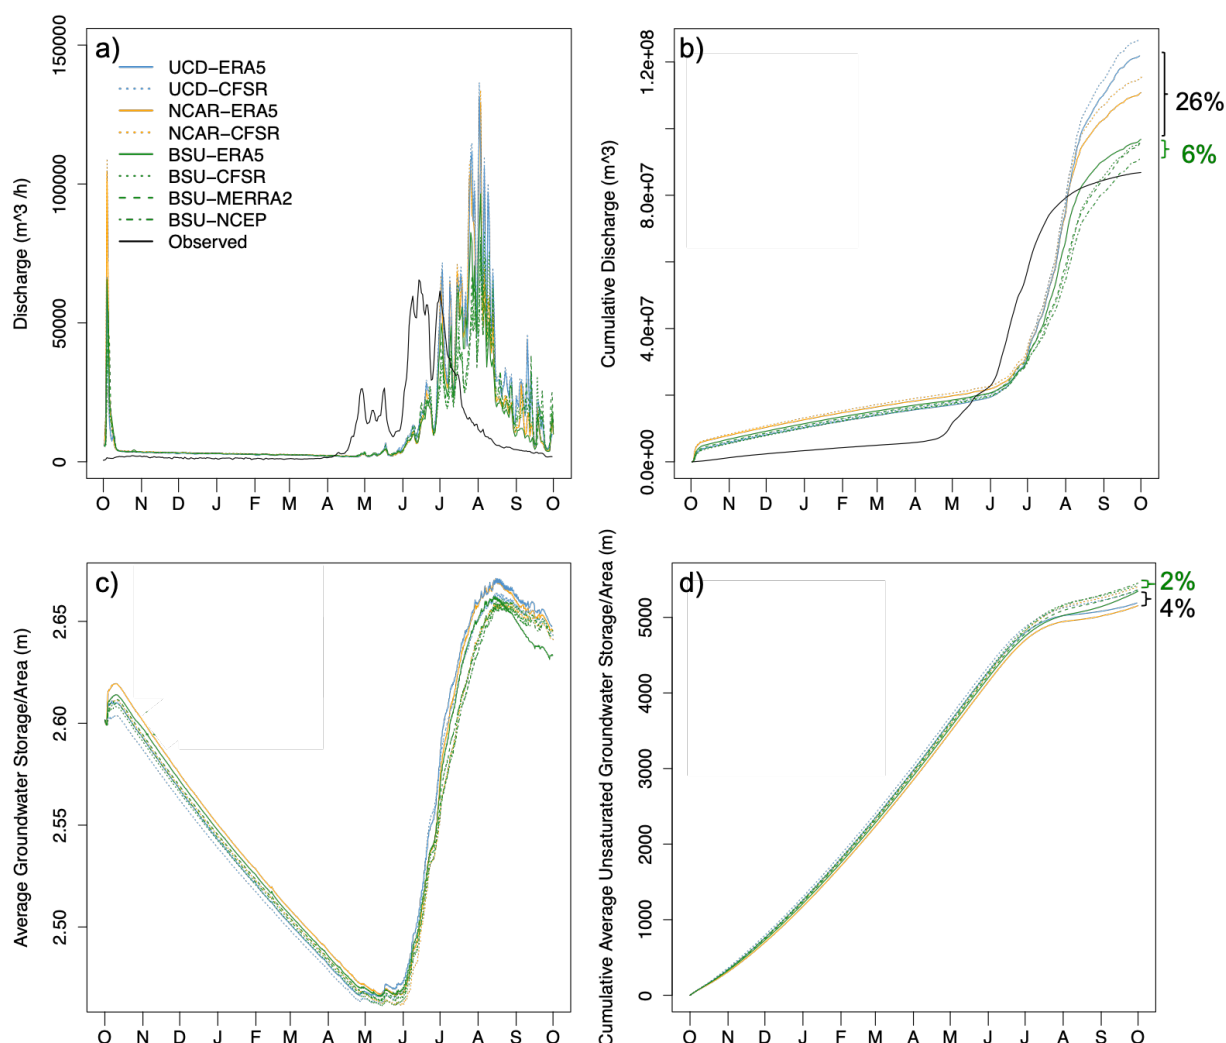 a)
UCD−ERA5
UCD−CFSR
NCAR−ERA5
NCAR−CFSR
BSU−ERA5
BSU−CFSR
BSU−MERRA2
BSU−NCEP
Observed
Discharge (m^3 /h)
0 50000 100000 150000
O N D J F M A M J J A S O
b)
Cumulative Discharge (m^3)
0.0e+00 4.0e+07 8.0e+07 1.2e+08
O N D J F M A M J J A S O
26%
6%
c)
Average Groundwater Storage/Area (m)
2.50 2.55 2.60 2.65
O N D J F M A M J J A S O
d)
Cumulative Average Unsaturated Groundwater Storage/Area (m)
0 1000 2000 3000 4000 5000
O N D J F M A M J J A S O
2%
4%